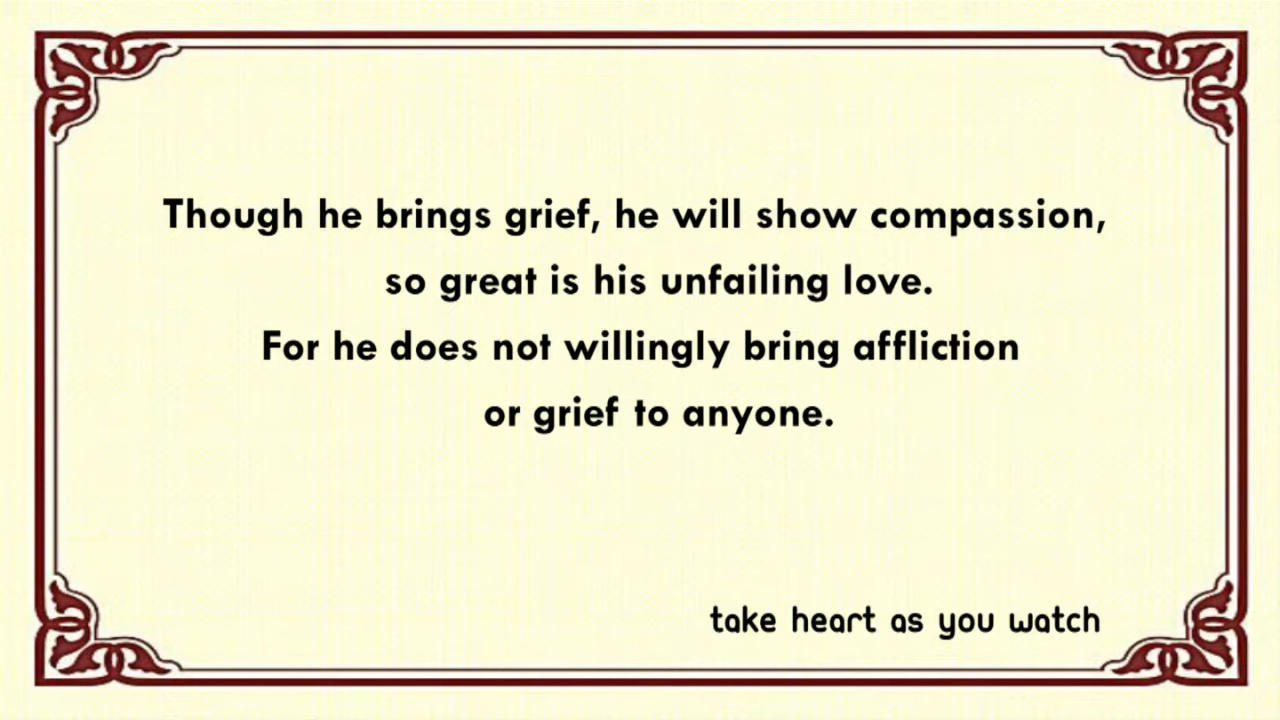 Though he brings grief, he will show compassion,
so great is his unfailing love.
For he does not willingly bring affliction
or grief to anyone.
take heart as you watch